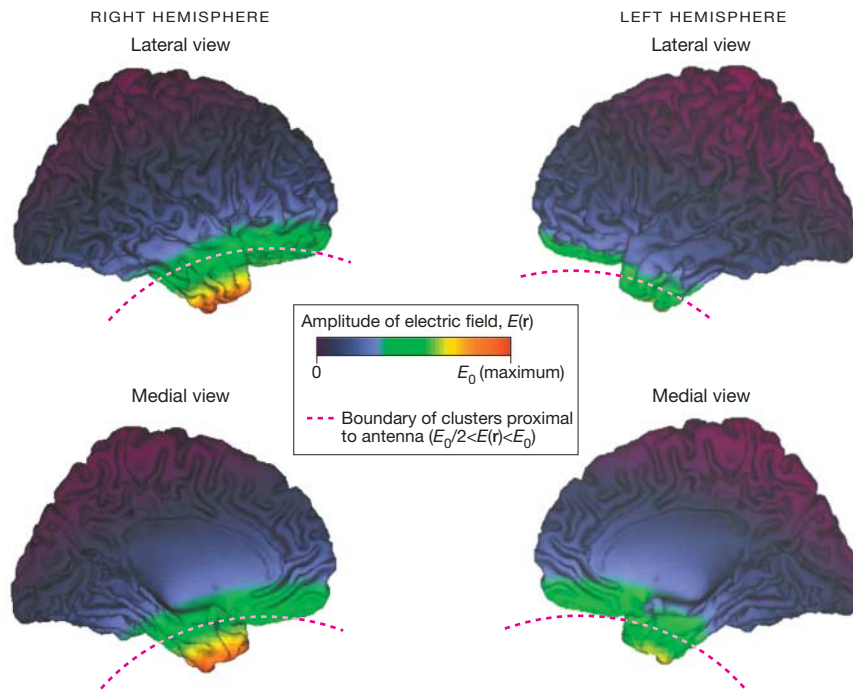 RIGHT HEMISPHERE
Lateral view
LEFT HEMISPHERE
Lateral view
Amplitude of electric field, E(r)
0
E0 (maximum)
Boundary of clusters proximal
to antenna (E0/2<E(r)<E0)
Medial view
Medial view